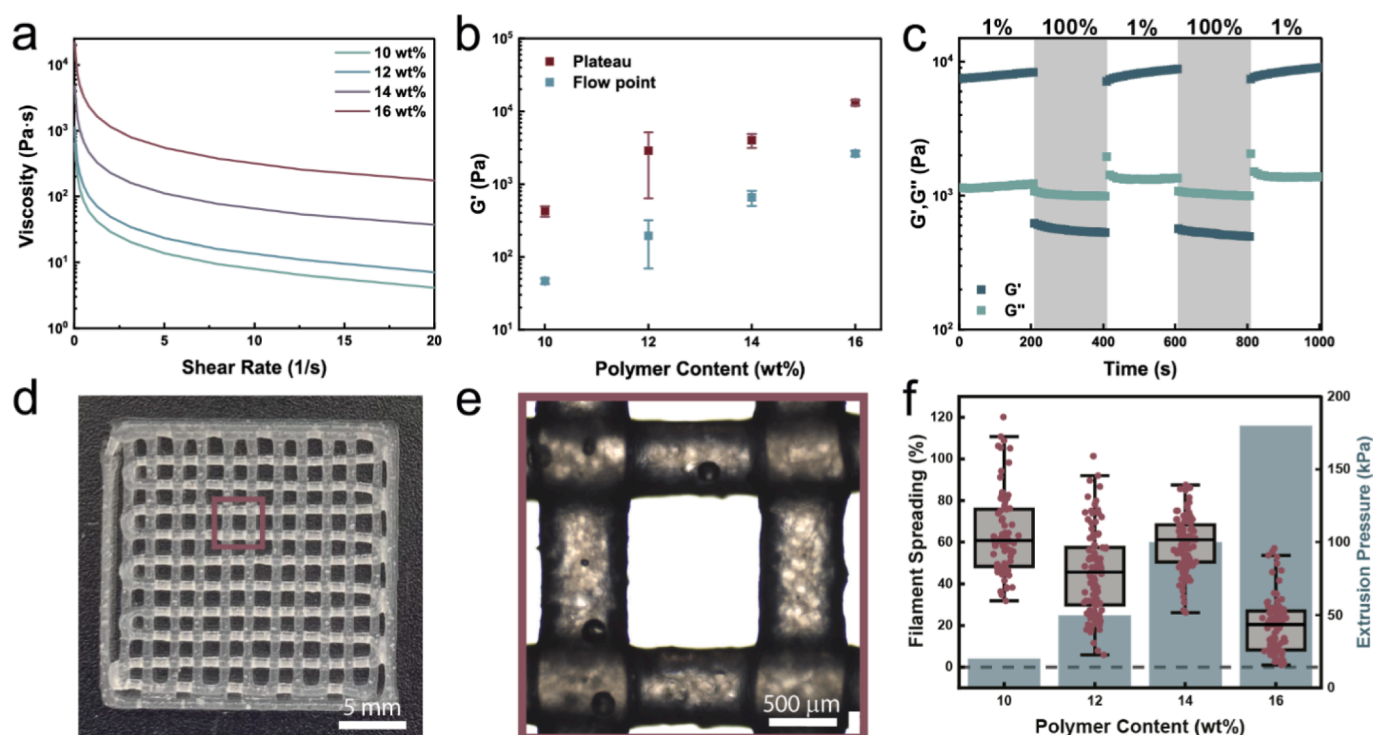 a
10⁴
10³
10²
10¹
10⁰
Viscosity (Pa·s)
10 wt%
12 wt%
14 wt%
16 wt%
0 5 10 15 20
Shear Rate (1/s)
b
10⁵
10⁴
10³
10²
10¹
G' (Pa)
Plateau
Flow point
10 12 14 16
Polymer Content (wt%)
c
1% 100% 1% 100% 1%
10⁴
10³
10²
G',G'' (Pa)
G'
G''
0 200 400 600 800 1000
Time (s)
d
5 mm
e
500 µm
f
120
100
80
60
40
20
0
Filament Spreading (%)
200
150
100
50
0
Extrusion Pressure (kPa)
10 12 14 16
Polymer Content (wt%)